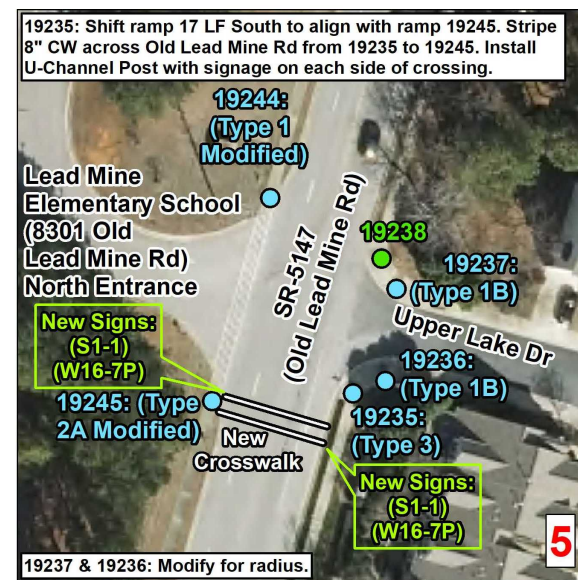 19235: Shift ramp 17 LF South to align with ramp 19245. Stripe
8" CW across Old Lead Mine Rd from 19235 to 19245. Install
U-Channel Post with signage on each side of crossing.
19244:
(Type 1
Modified)
Lead Mine
Elementary School
(8301 Old
Lead Mine Rd)
North Entrance
SR-5147
(Old Lead Mine Rd)
19238
19237:
(Type 1B)
Upper Lake Dr
New Signs:
(S1-1)
(W16-7P)
19236:
(Type 1B)
19245: (Type
2A Modified)
19235:
(Type 3)
New
Crosswalk
New Signs:
(S1-1)
(W16-7P)
5
19237 & 19236: Modify for radius.